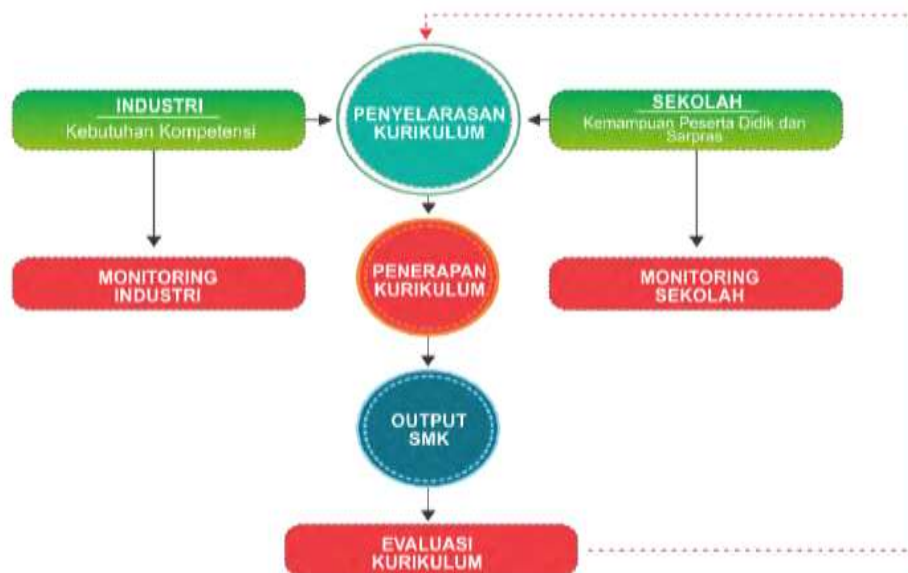 INDUSTRI
Kebutuhan Kompetensi
PENYELARASAN
KURIKULUM
SEKOLAH
Kemampuan Peserta Didik dan
Sarpras
MONITORING
INDUSTRI
PENERAPAN
KURIKULUM
MONITORING
SEKOLAH
OUTPUT
SMK
EVALUASI
KURIKULUM